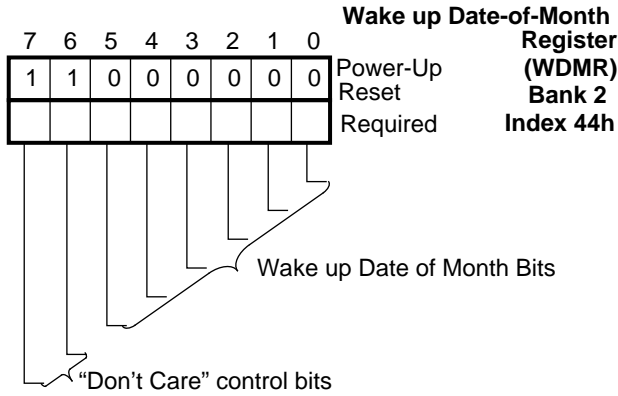 Wake up Date-of-Month
Register
(WDMR)
Bank 2
Index 44h
7 6 5 4 3 2 1 0
1 1 0 0 0 0 0 0
Power-Up
Reset
Required
Wake up Date of Month Bits
“Don’t Care” control bits